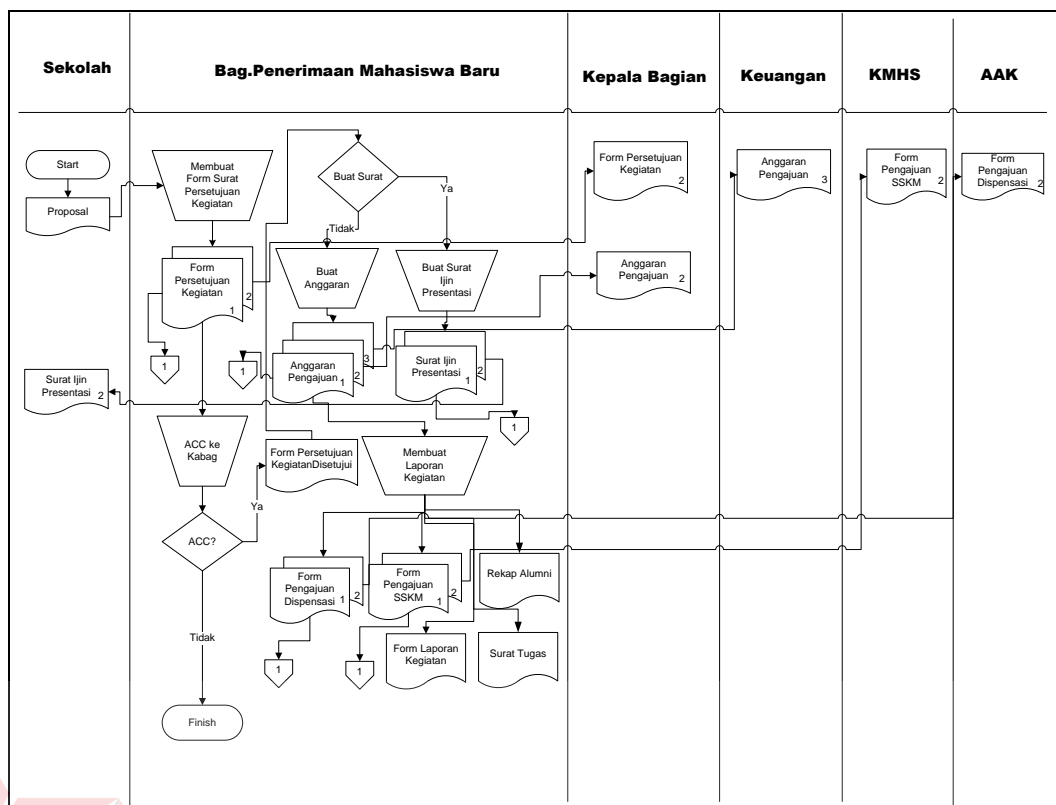 Sekolah
Bag.Penerimaan Mahasiswa Baru
Kepala Bagian
Keuangan
KMHS
AAK
Start
Proposal
Membuat
Form Surat
Persetujuan
Kegiatan
Buat Surat
Ya
Tidak
Form Persetujuan
Kegiatan
2
Anggaran
Pengajuan
3
Form
Pengajuan
SSKM
2
Form
Pengajuan
Dispensasi
2
Form
Persetujuan
Kegiatan
1
2
Buat
Anggaran
Buat Surat
Ijin
Presentasi
Anggaran
Pengajuan
2
1
1
Anggaran
Pengajuan
1
2
3
Surat Ijin
Presentasi
1
2
Surat Ijin
Presentasi
2
1
ACC ke
Kabag
Form Persetujuan
KegiatanDisetujui
Membuat
Laporan
Kegiatan
Ya
ACC?
Form
Pengajuan
Dispensasi
1
2
Form
Pengajuan
SSKM
1
2
Rekap Alumni
Tidak
1
1
Form Laporan
Kegiatan
Surat Tugas
Finish